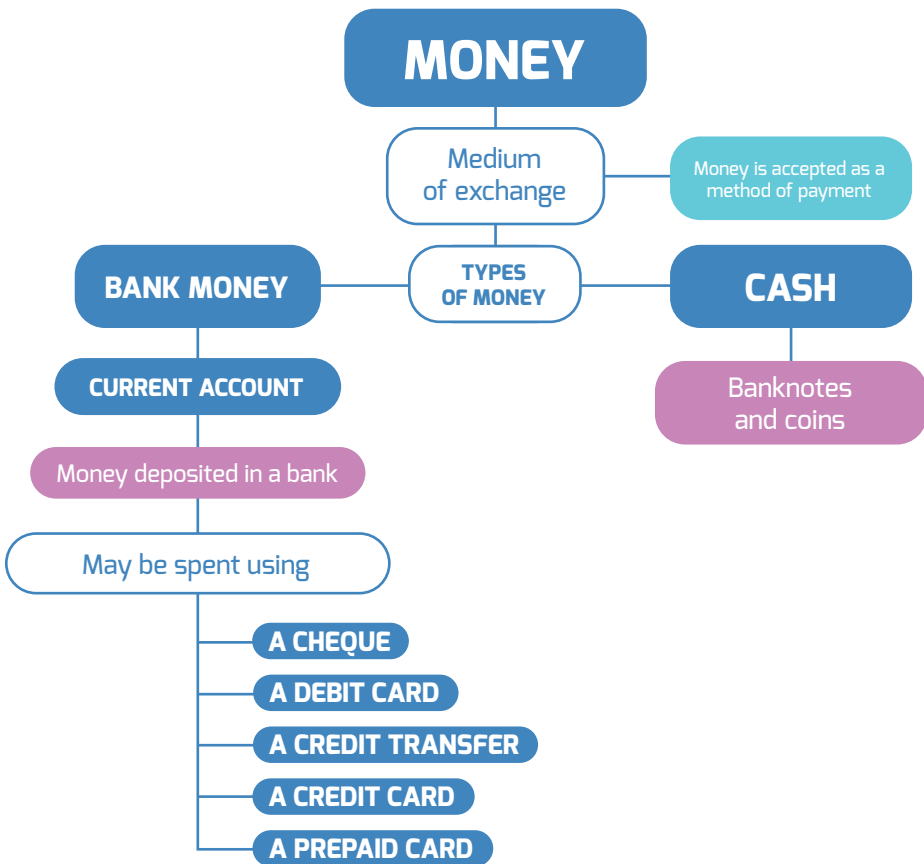 MONEY
Medium
of exchange
Money is accepted as a
method of payment
BANK MONEY
TYPES
OF MONEY
CASH
CURRENT ACCOUNT
Banknotes
and coins
Money deposited in a bank
May be spent using
A CHEQUE
A DEBIT CARD
A CREDIT TRANSFER
A CREDIT CARD
A PREPAID CARD